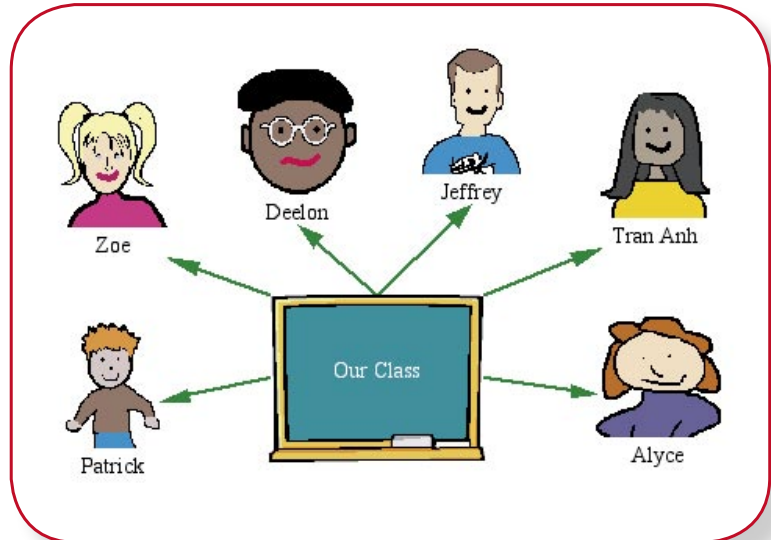 Jeffrey
Deelon
Tran Anh
Zoe
Our Class
Alyce
Patrick